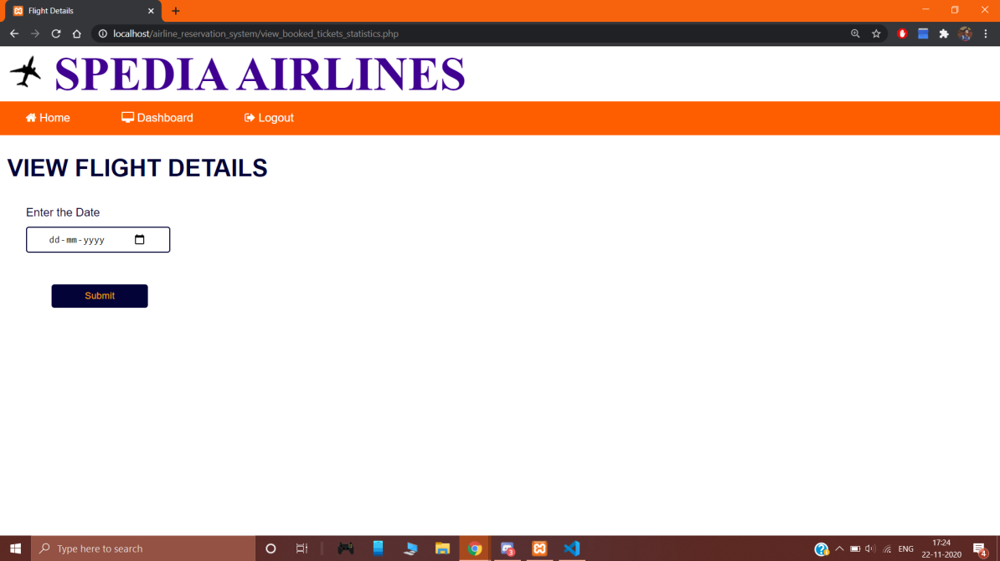 Flight Details
localhost/airline_reservation_system/view_booked_tickets_statistics.php
SPEDIA AIRLINES
Home Dashboard Logout
VIEW FLIGHT DETAILS
Enter the Date
dd-mm-yyyy
Submit
Type here to search
3
ENG
17:24
22-11-2020
4